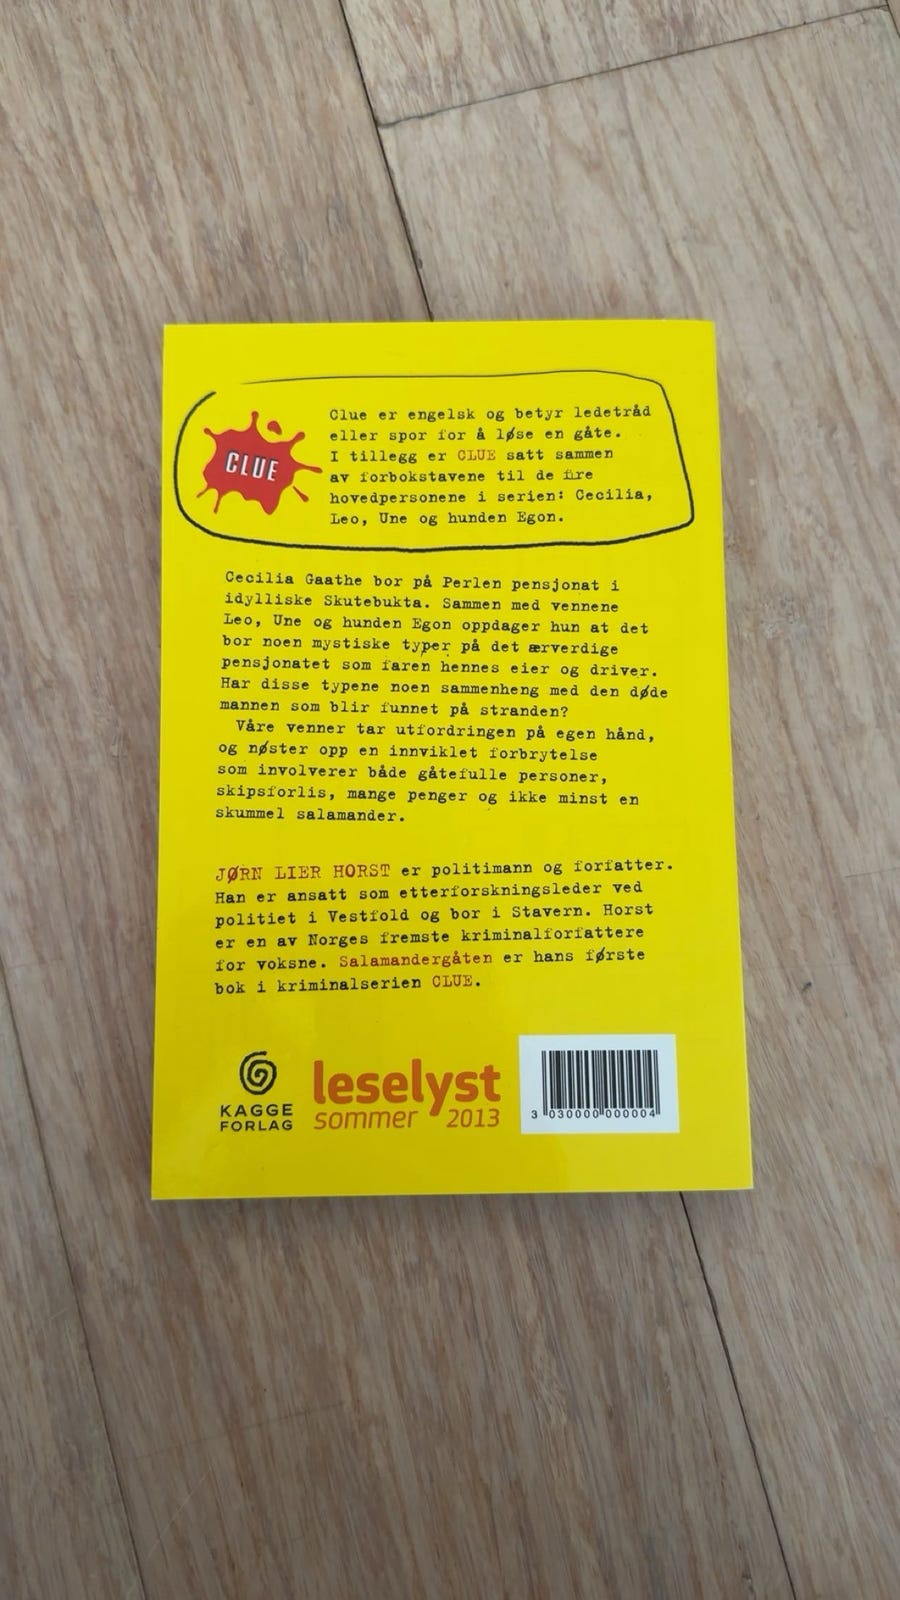 CLUE
Clue er engelsk og betyr ledetråd
eller spor for å løse en gåte.
I tillegg er CLUE satt sammen
av forbokstavene til de fire
hovedpersonene i serien: Cecilia,
Leo, Une og hunden Egon.
Cecilia Gaathe bor på Perlen pensjonat i
idylliske Skutebukta. Sammen med vennene
Leo, Une og hunden Egon oppdager hun at det
bor noen mystiske typer på det ærverdige
pensjonatet som faren hennes eier og driver.
Har disse typene noen sammenheng med den døde
mannen som blir funnet på stranden?
Våre venner tar utfordringen på egen hånd,
og nøster opp en innviklet forbrytelse
som involverer både gåtefulle personer,
skipsforlis, mange penger og ikke minst en
skummel salamander.
JØRN LIER HORST er politimann og forfatter.
Han er ansatt som etterforskningsleder ved
politiet i Vestfold og bor i Stavern. Horst
er en av Norges fremste kriminalforfattere
for voksne. Salamandergåten er hans første
bok i kriminalserien CLUE.
KAGGE
FORLAG
leselyst
sommer 2013
3 030000 000004